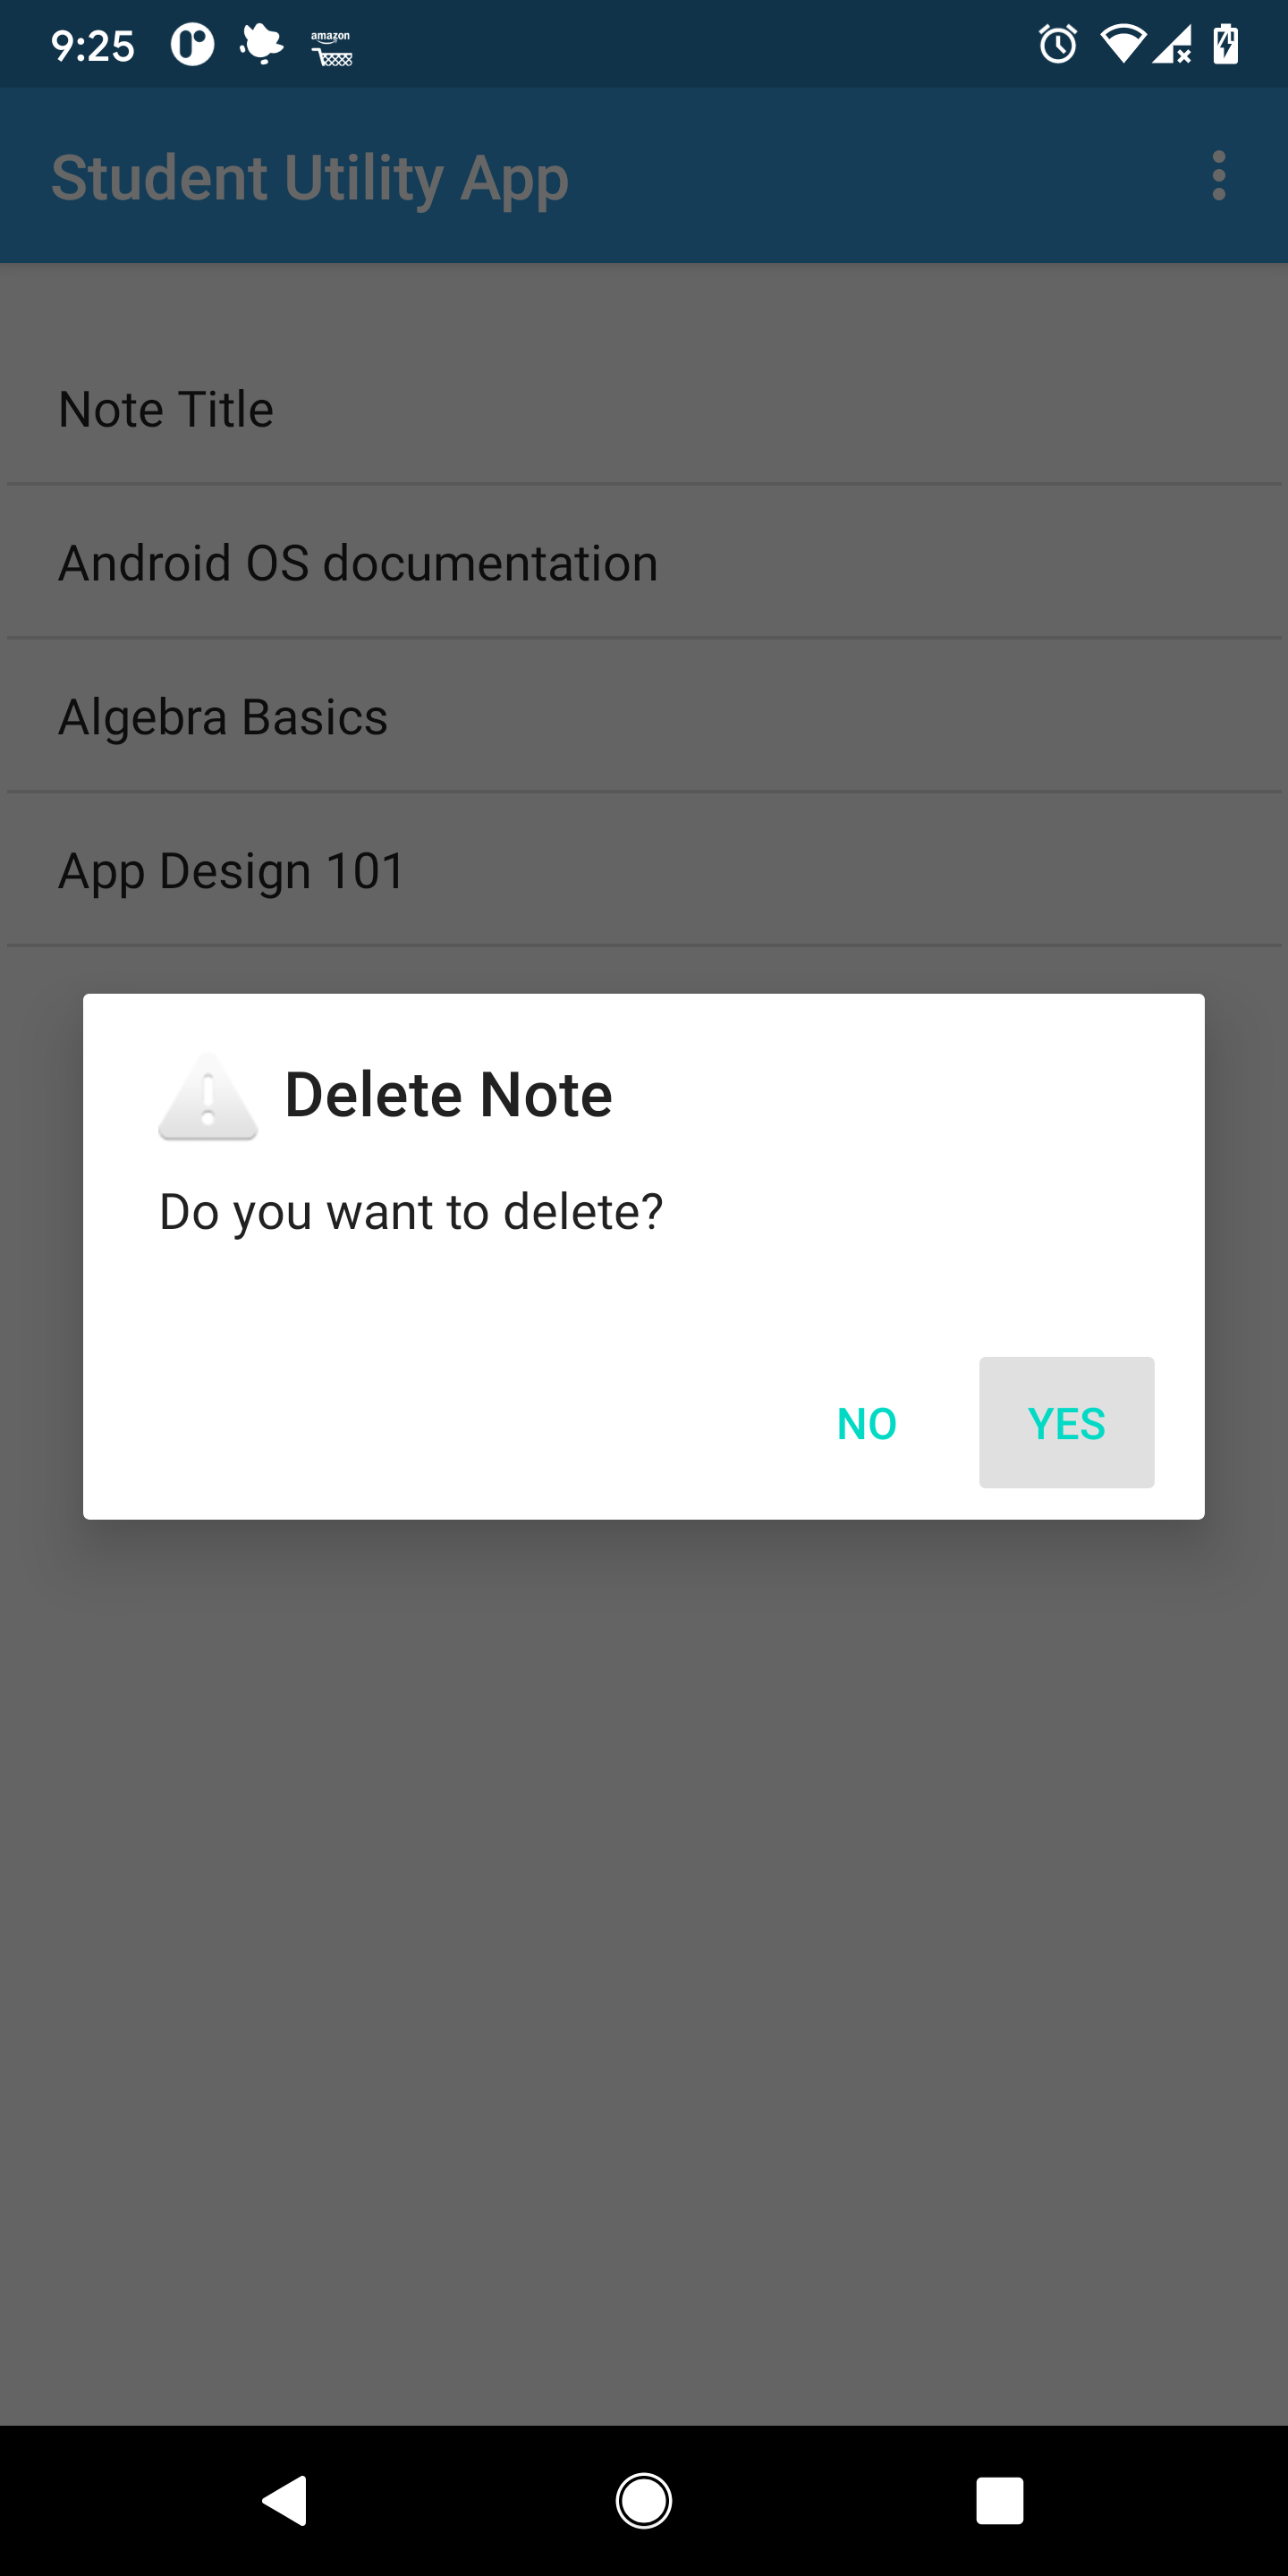 9:25
amazon
Student Utility App
Note Title
Android OS documentation
Algebra Basics
App Design 101
Delete Note
Do you want to delete?
NO YES